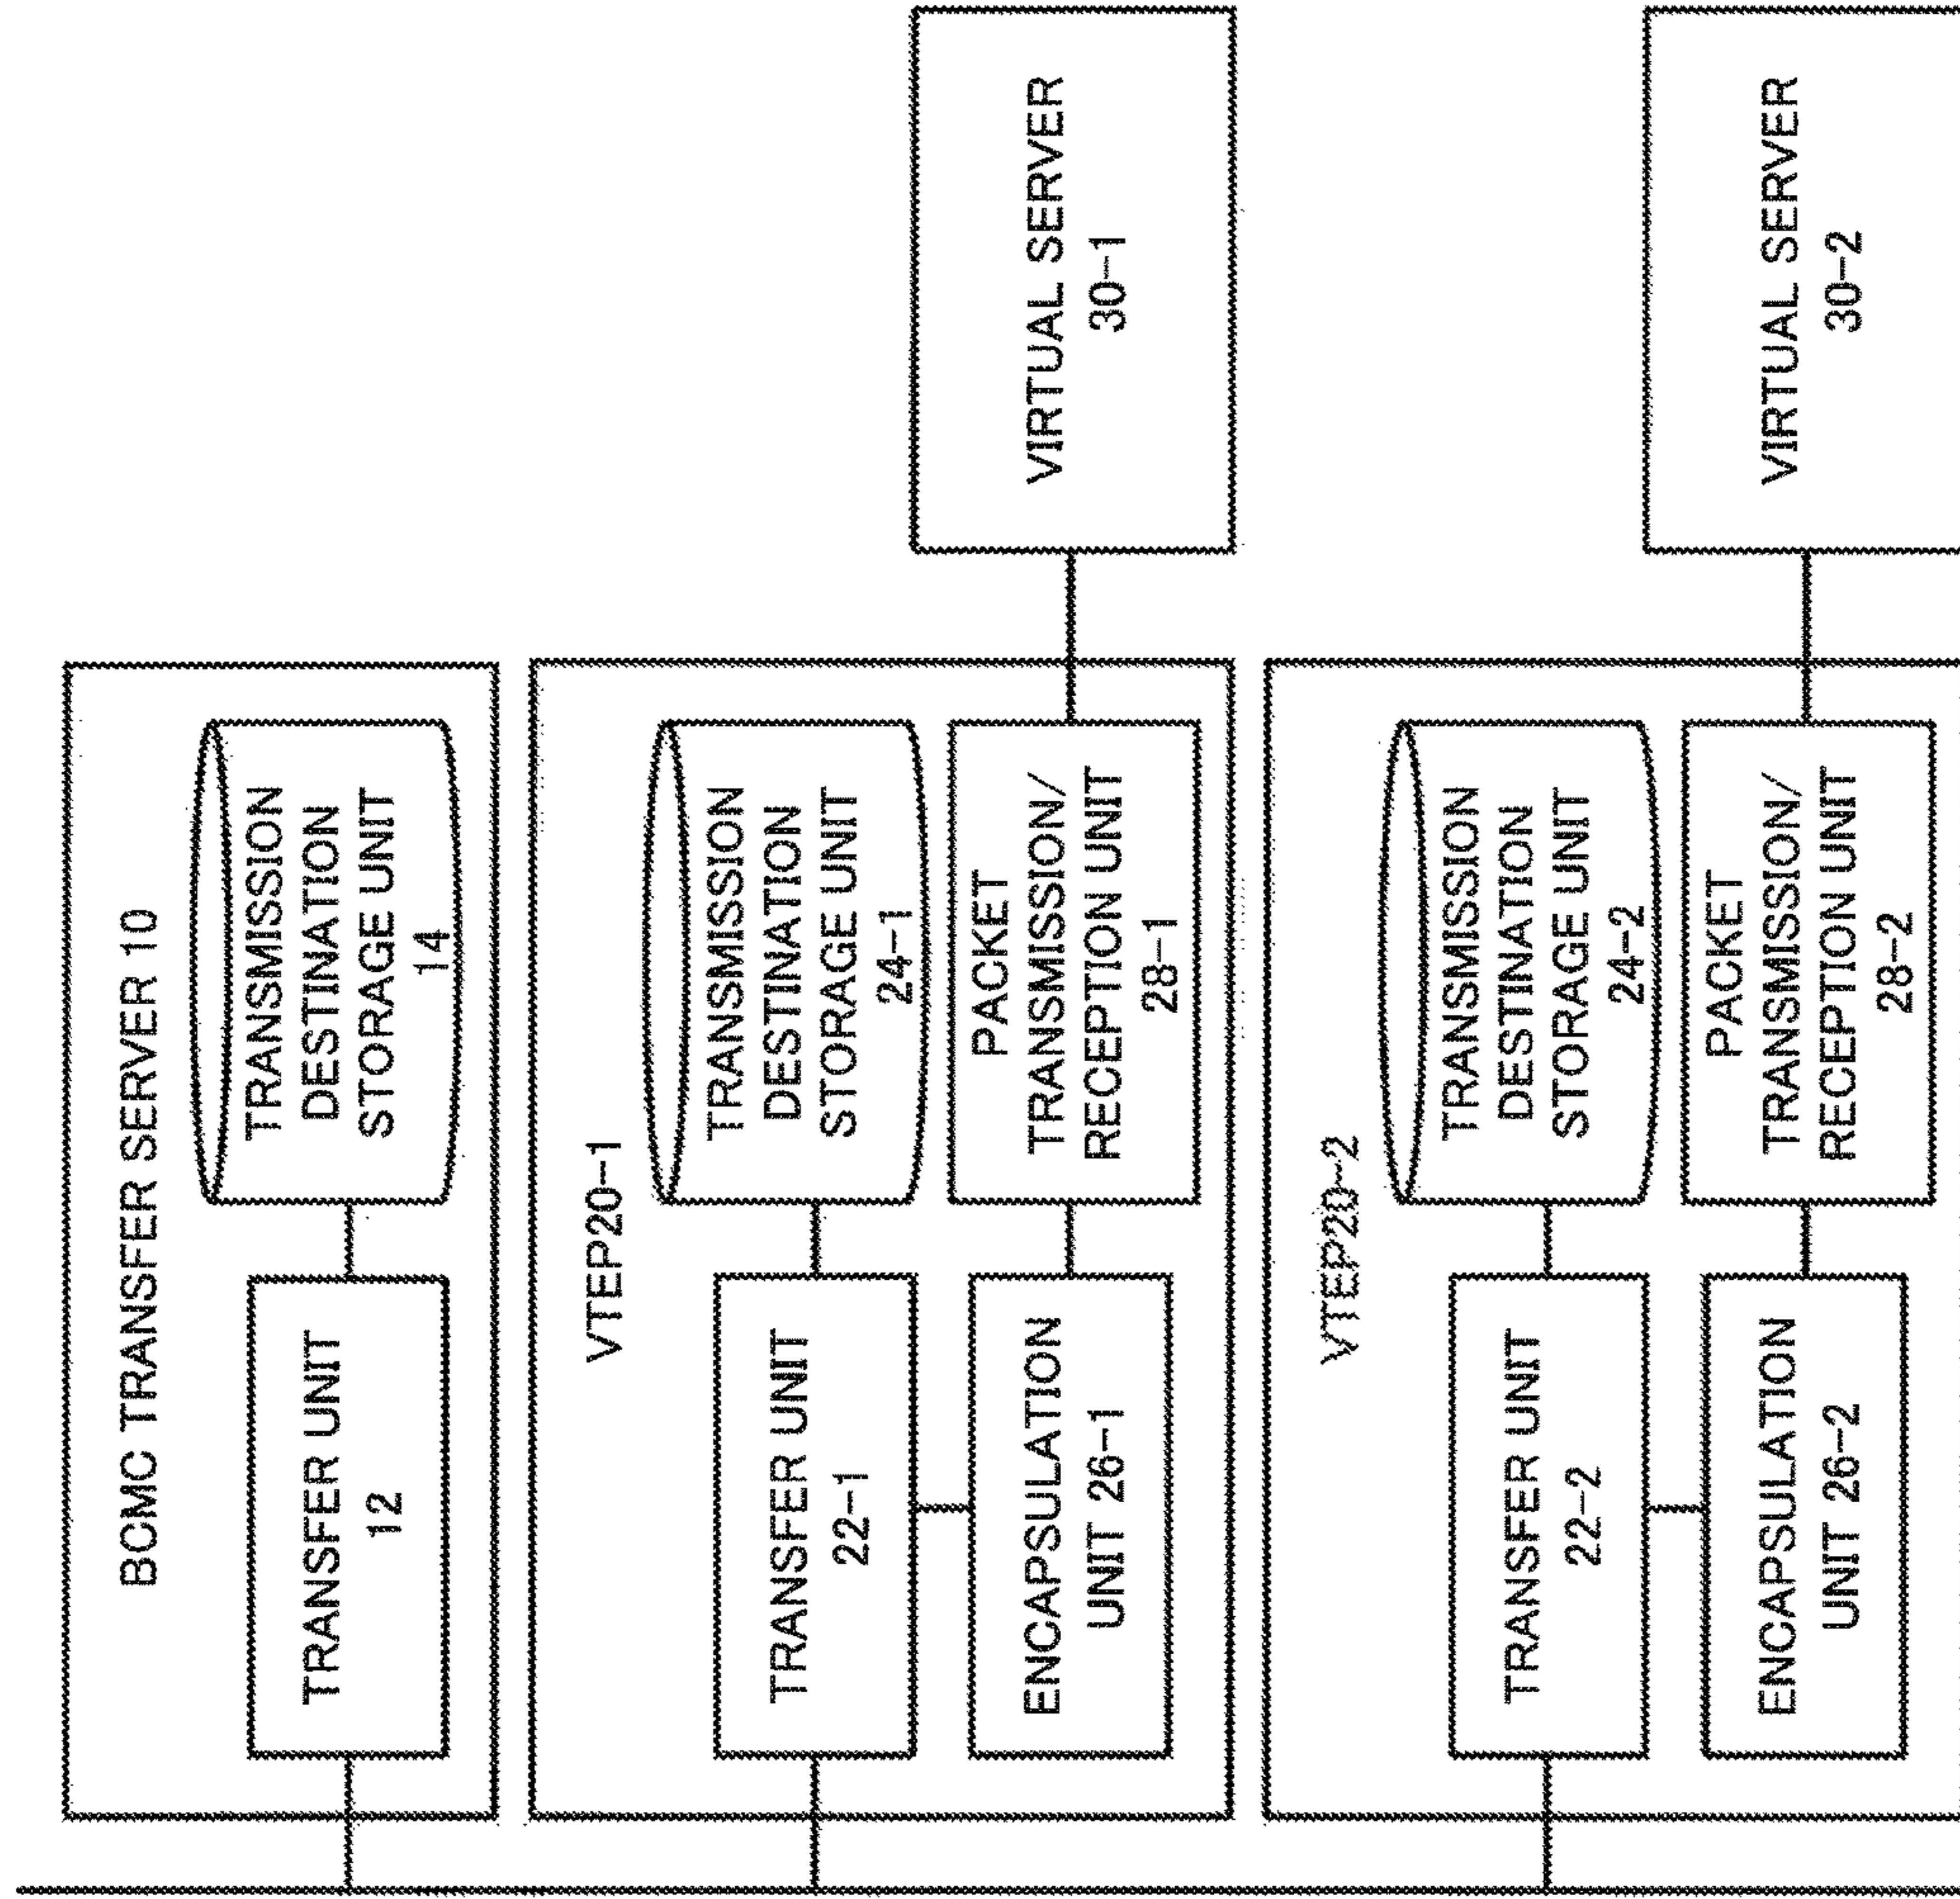 BCMC TRANSFER SERVER 10
TRANSFER UNIT
12
TRANSMISSION
DESTINATION
STORAGE UNIT
14
VTEP20-1
TRANSFER UNIT
22-1
TRANSMISSION
DESTINATION
STORAGE UNIT
24-1
ENCAPSULATION
UNIT 26-1
PACKET
TRANSMISSION/
RECEPTION UNIT
28-1
VIRTUAL SERVER
30-1
VTEP20-2
TRANSFER UNIT
22-2
TRANSMISSION
DESTINATION
STORAGE UNIT
24-2
ENCAPSULATION
UNIT 26-2
PACKET
TRANSMISSION/
RECEPTION UNIT
28-2
VIRTUAL SERVER
30-2